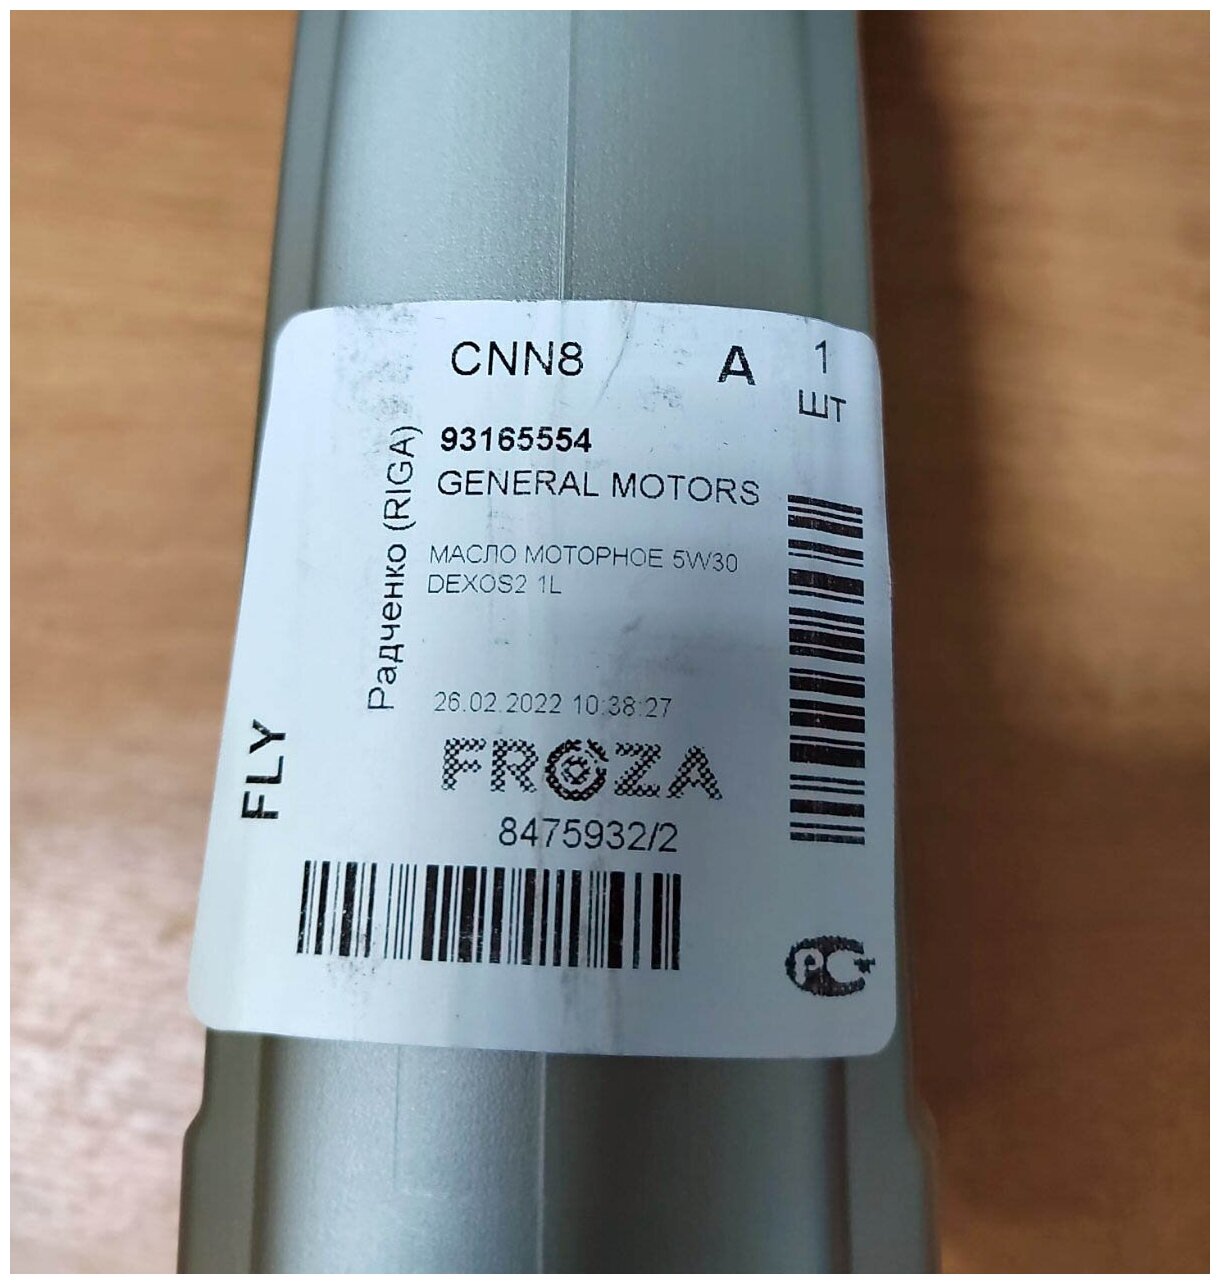 CNN8
A
1
ШТ
93165554
GENERAL MOTORS
Радченко (RIGA)
МАСЛО МОТОРНОЕ 5W30
DEXOS2 1L
26.02.2022 10:38:27
FLY
FROZA
8475932/2
РС